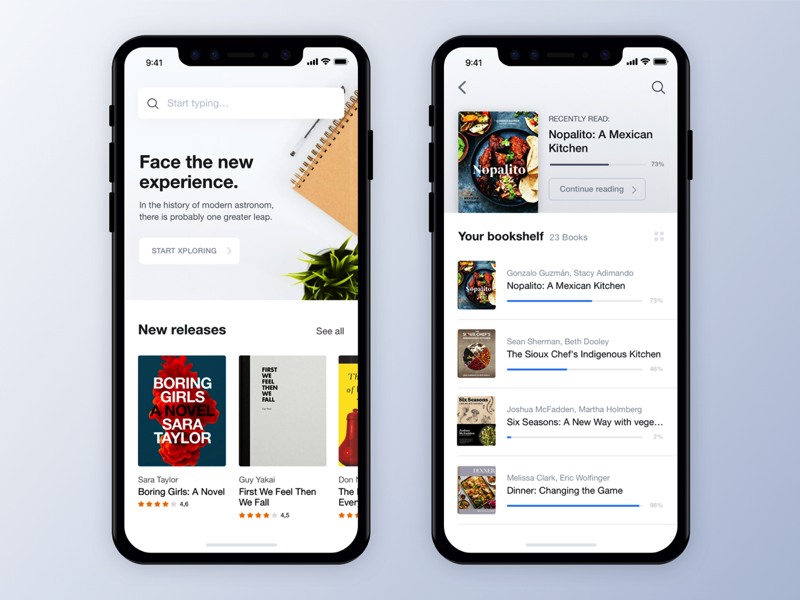 9:41
Start typing...
Face the new
experience.
In the history of modern astronom,
there is probably one greater leap.
START XPLORING
New releases
See all
BORING
GIRLS
A NOVEL
SARA
TAYLOR
FIRST
WE
FEEL
THEN
WE
FALL
Sara Taylor
Boring Girls: A Novel
4,6
Guy Yakai
First We Feel Then
We Fall
4,5
Don
The
Ever
9:41
RECENTLY READ:
Nopalito: A Mexican
Kitchen
73%
Continue reading
Nopalito
Your bookshelf
23 Books
Nopalito
Gonzalo Guzmán, Stacy Adimando
Nopalito: A Mexican Kitchen
73%
Sean Sherman, Beth Dooley
The Sioux Chef's Indigenous Kitchen
46%
Six Seasons
Joshua McFadden, Martha Holmberg
Six Seasons: A New Way with vege...
2%
DINNER
Melissa Clark, Eric Wolfinger
Dinner: Changing the Game
98%